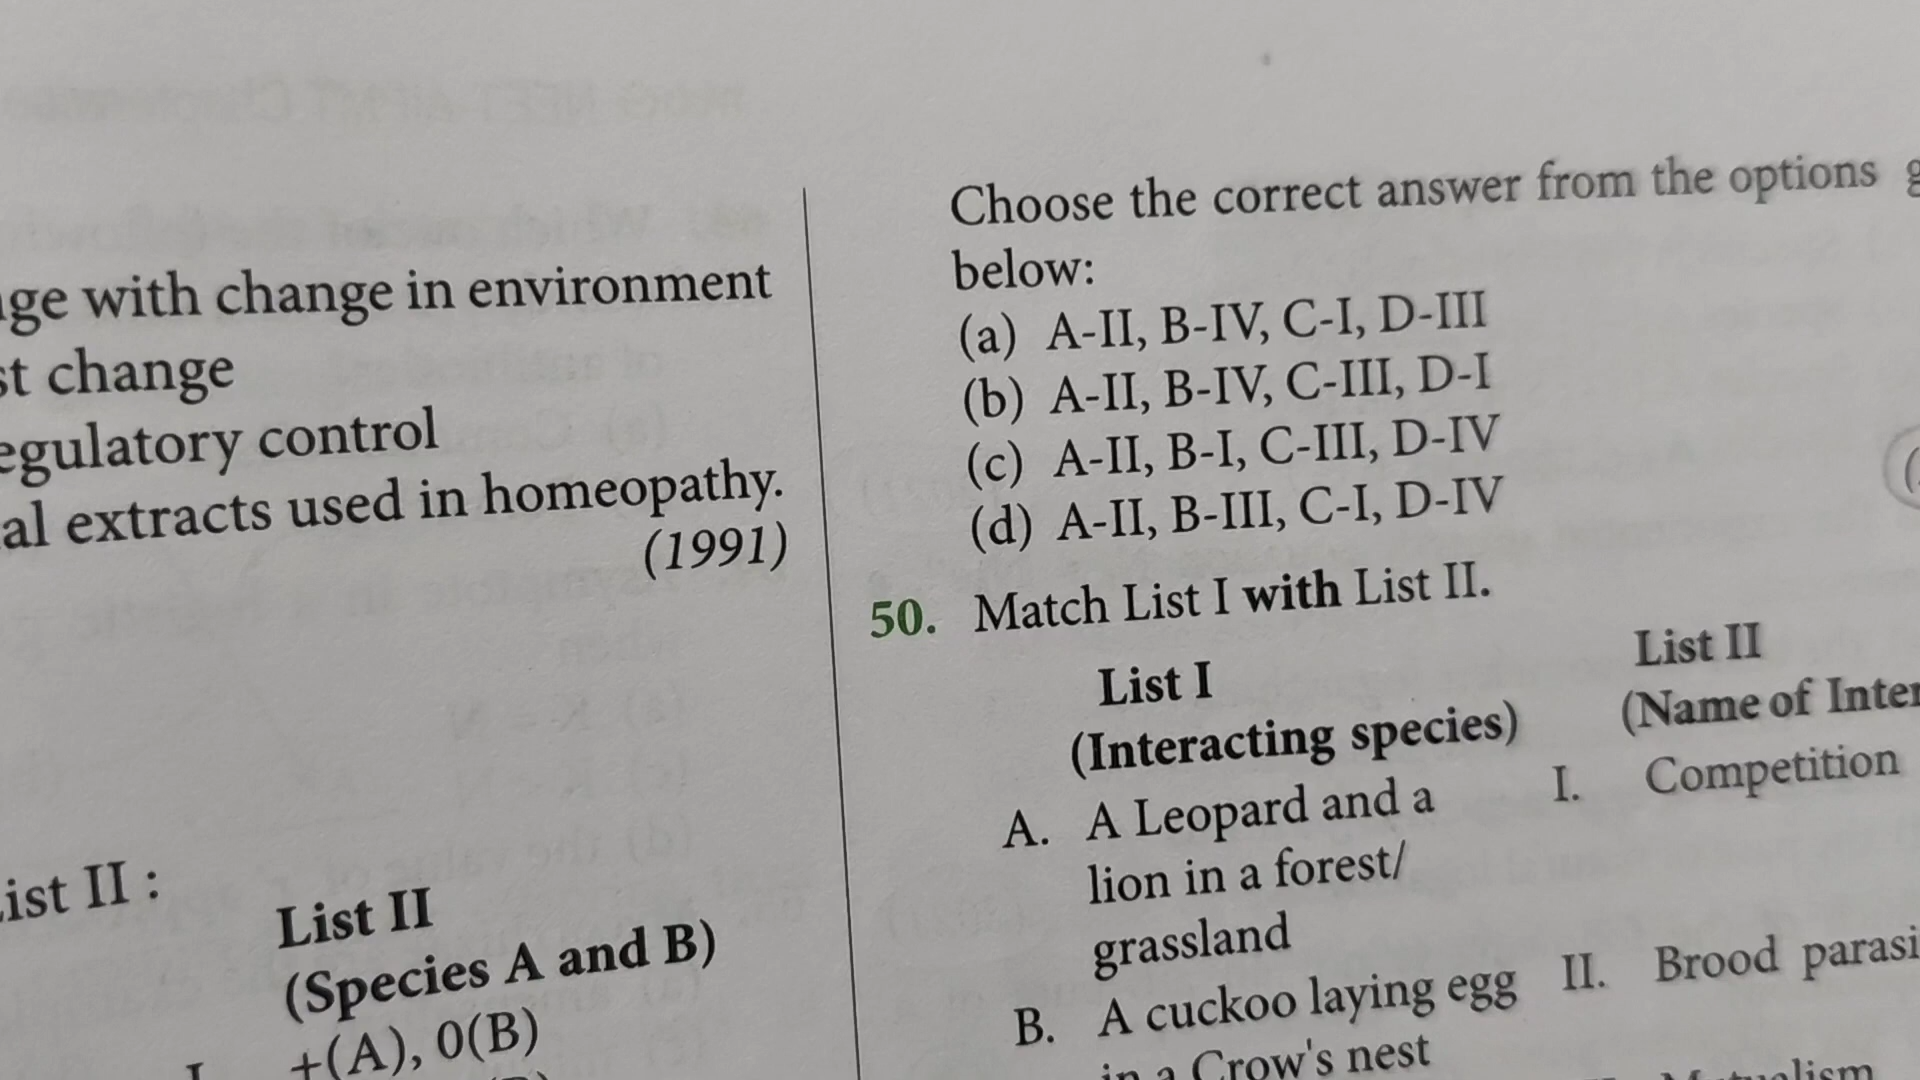 ge with change in environment
st change
egulatory control
al extracts used in homeopathy.
(1991)
ist II :
List II
(Species A and B)
I. +(A), 0(B)
Choose the correct answer from the options g
below:
(a) A-II, B-IV, C-I, D-III
(b) A-II, B-IV, C-III, D-I
(c) A-II, B-I, C-III, D-IV
(d) A-II, B-III, C-I, D-IV
50. Match List I with List II.
List I List II
(Interacting species) (Name of Inter
A. A Leopard and a I. Competition
lion in a forest/
grassland
B. A cuckoo laying egg II. Brood parasi
in a Crow's nest